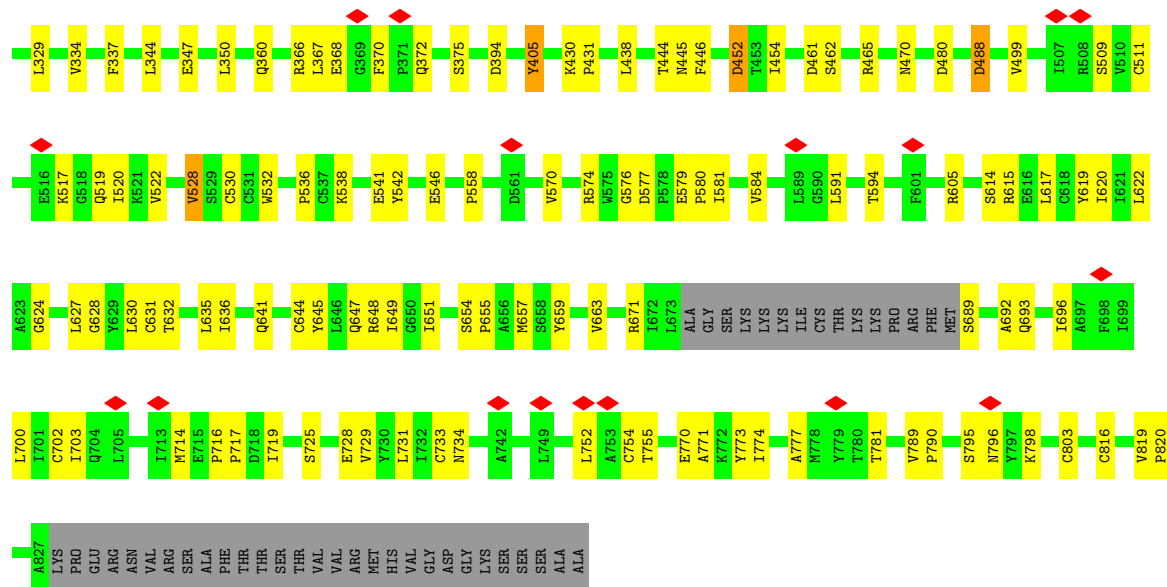 L329 V334 F337 L344 E347 L350 Q360 R366 L367 E368 G369 F370 P371 Q372 S375 D394 Y405 K430 P431 L438 T444 N445 F446 D452 T453 I454 D461 S462 R465 N470 D480 D488 V499 I507 R508 S509 V510 C511
E516 K517 G518 Q519 I520 K521 V522 V528 S529 C530 C531 W532 P536 C537 K538 E541 Y542 E546 P558 D561 V570 R574 W575 G576 D577 P578 E579 P580 I581 V584 L589 G590 L591 T594 F601 R605 S614 R615 E616 L617 C618 Y619 I620 I621 L622
A623 G624 L627 G628 Y629 L630 C631 T632 L635 I636 Q641 C644 Y645 L646 Q647 R648 I649 G650 I651 S654 P655 A656 M657 S658 Y659 V663 R671 I672 L673 ALA GLY SER LYS LYS LYS ILE CYS THR LYS LYS PRO ARG PHE MET S689 A692 Q693 I696 A697 F698 I699
L700 I701 C702 I703 Q704 L705 I713 M714 E715 P716 P717 D718 I719 S725 E728 V729 Y730 L731 I732 C733 N734 A742 L749 L752 A753 C754 T755 E770 A771 K772 Y773 I774 A777 M778 Y779 T780 T781 V789 P790 S795 N796 Y797 K798 C803 C816 V819 P820
A827 LYS PRO GLU ARG ASN VAL ARG SER ALA PHE THR THR SER THR VAL VAL ARG MET HIS VAL GLY ASP GLY LYS SER SER SER ALA ALA